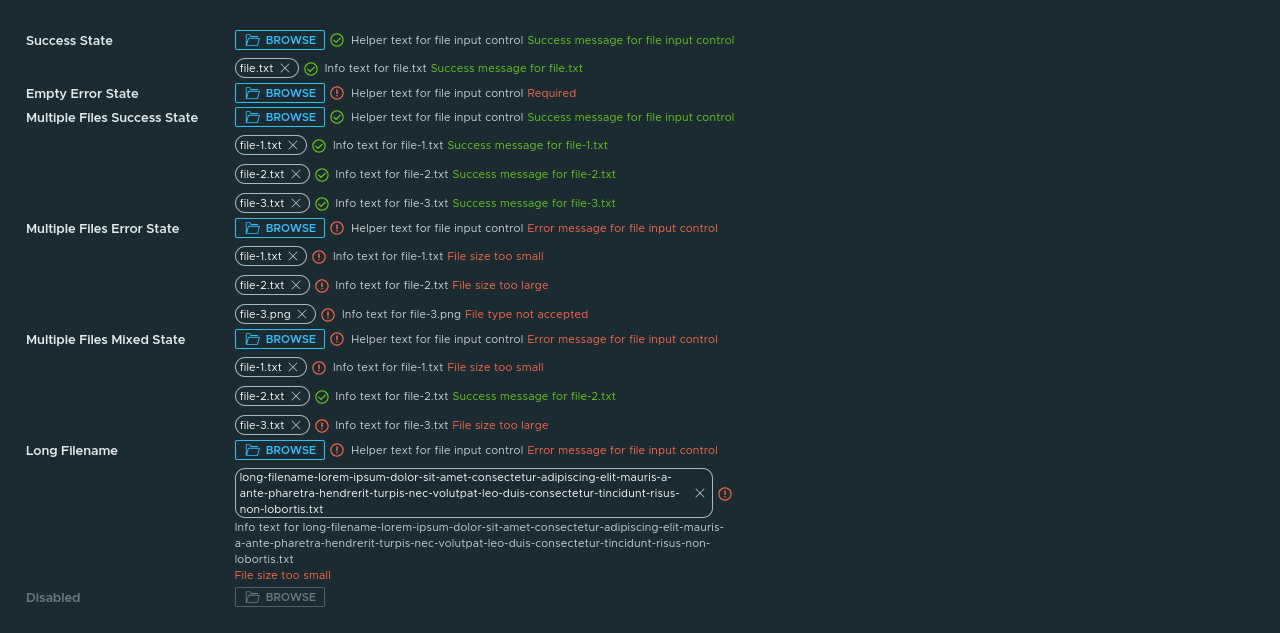 Success State BROWSE Helper text for file input control Success message for file input control
file.txt Info text for file.txt Success message for file.txt
Empty Error State BROWSE Helper text for file input control Required
Multiple Files Success State BROWSE Helper text for file input control Success message for file input control
file-1.txt Info text for file-1.txt Success message for file-1.txt
file-2.txt Info text for file-2.txt Success message for file-2.txt
file-3.txt Info text for file-3.txt Success message for file-3.txt
Multiple Files Error State BROWSE Helper text for file input control Error message for file input control
file-1.txt Info text for file-1.txt File size too small
file-2.txt Info text for file-2.txt File size too large
file-3.png Info text for file-3.png File type not accepted
Multiple Files Mixed State BROWSE Helper text for file input control Error message for file input control
file-1.txt Info text for file-1.txt File size too small
file-2.txt Info text for file-2.txt Success message for file-2.txt
file-3.txt Info text for file-3.txt File size too large
Long Filename BROWSE Helper text for file input control Error message for file input control
long-filename-lorem-ipsum-dolor-sit-amet-consectetur-adipiscing-elit-mauris-a-
ante-pharetra-hendrerit-turpis-nec-volutpat-leo-duis-consectetur-tincidunt-risus-
non-lobortis.txt
Info text for long-filename-lorem-ipsum-dolor-sit-amet-consectetur-adipiscing-elit-mauris-
a-ante-pharetra-hendrerit-turpis-nec-volutpat-leo-duis-consectetur-tincidunt-risus-non-
lobortis.txt
File size too small
Disabled BROWSE